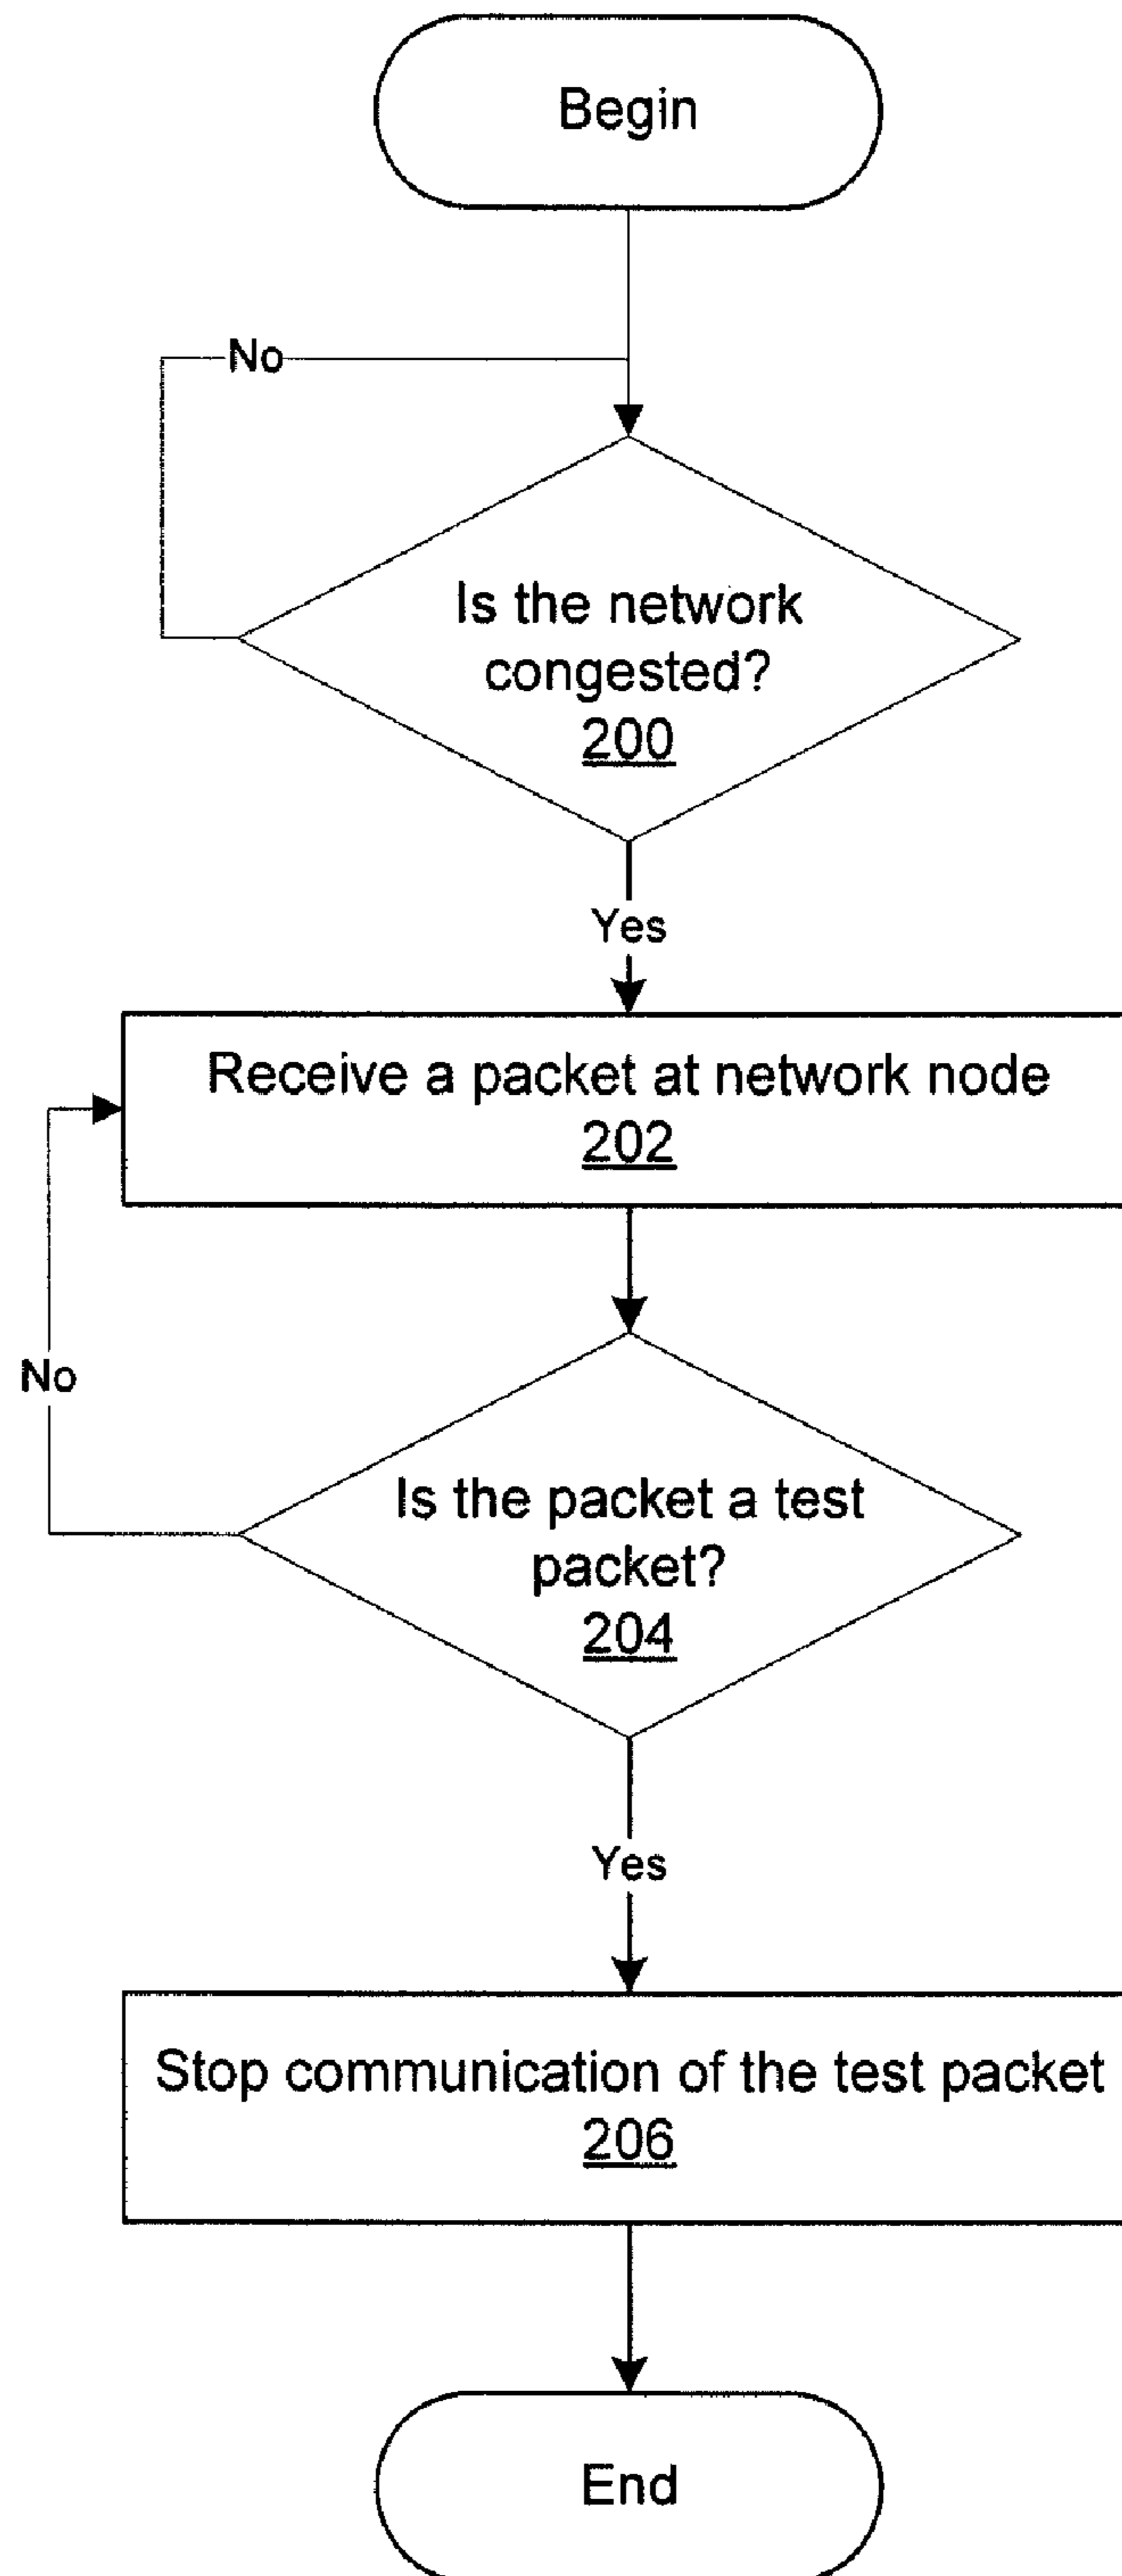 Begin
No
Is the network
congested?
200
Yes
Receive a packet at network node
202
No
Is the packet a test
packet?
204
Yes
Stop communication of the test packet
206
End